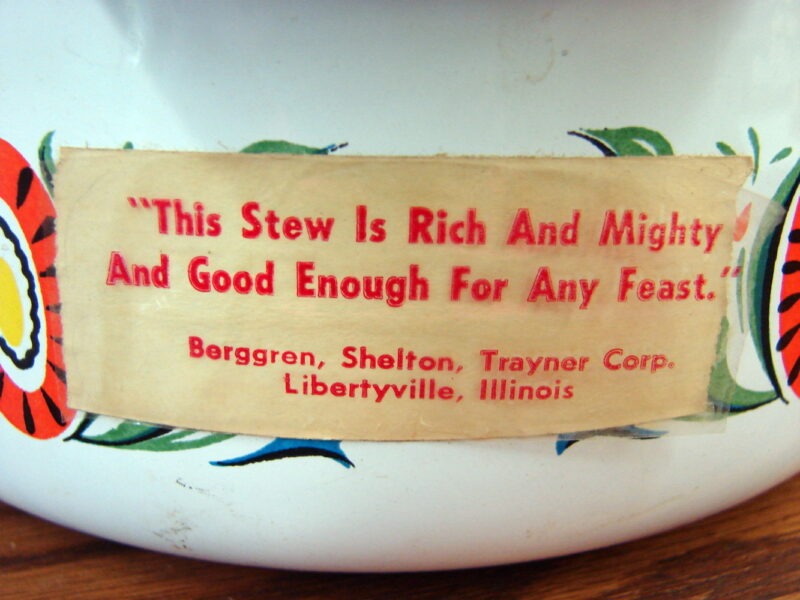 "This Stew Is Rich And Mighty
And Good Enough For Any Feast."
Berggren, Shelton, Trayner Corp.
Libertyville, Illinois